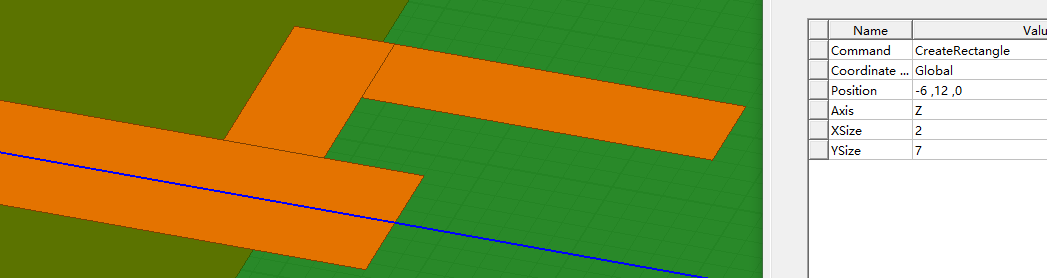 Name Valu
Command CreateRectangle
Coordinate ... Global
Position -6 ,12 ,0
Axis Z
XSize 2
YSize 7